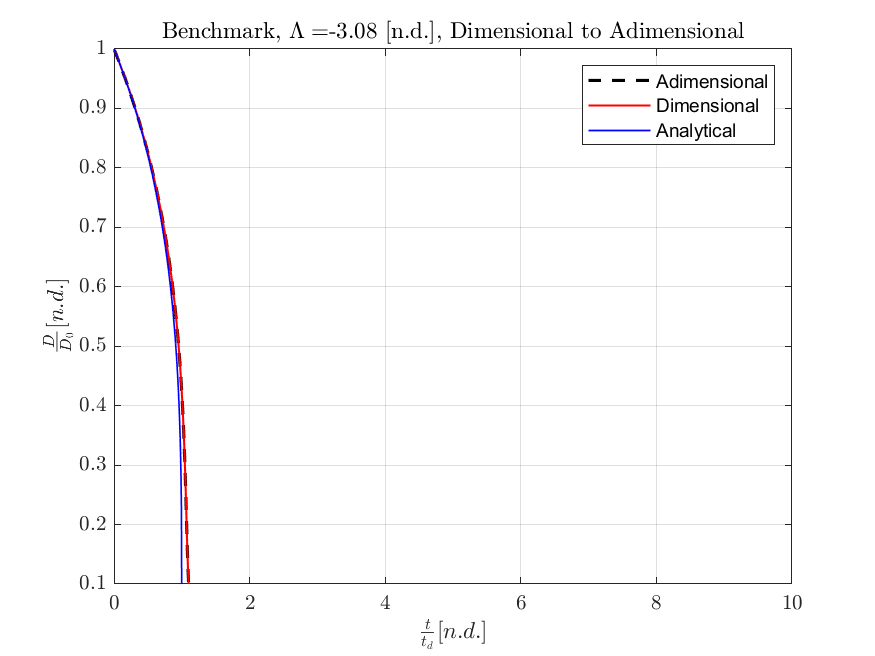 Benchmark, Λ =-3.08 [n.d.], Dimensional to Adimensional
Adimensional
Dimensional
Analytical
1
0.9
0.8
0.7
0.6
0.5
0.4
0.3
0.2
0.1
D/D₀ [n.d.]
0 2 4 6 8 10
t/t_d [n.d.]